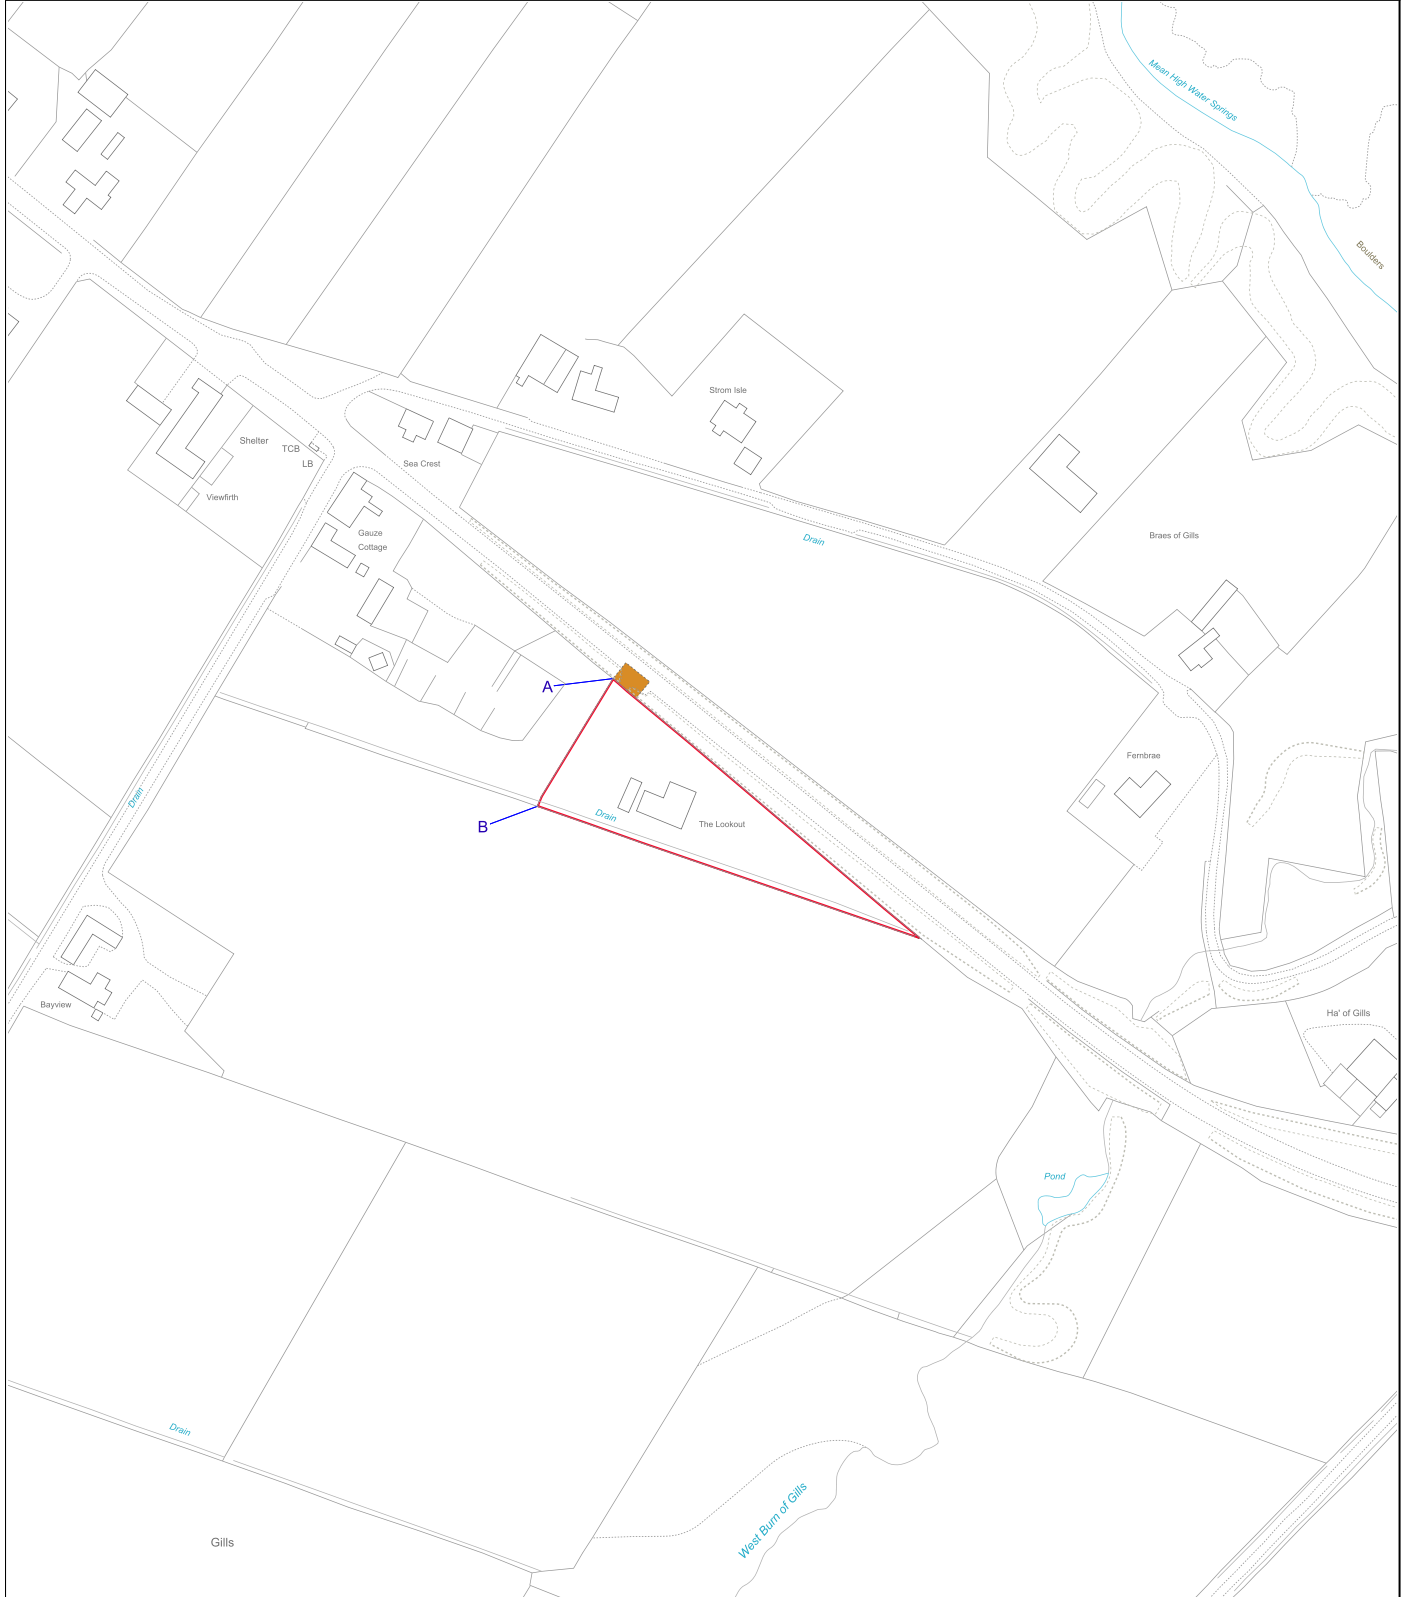 Mean High Water Springs
Boulders
Strom Isle
Shelter
TCB
LB
Sea Crest
Viewfirth
Gauze
Cottage
Drain
Braes of Gills
A
Fernbrae
Drain
B
Drain
The Lookout
Bayview
Ha' of Gills
Pond
Drain
West Burn of Gills
Gills